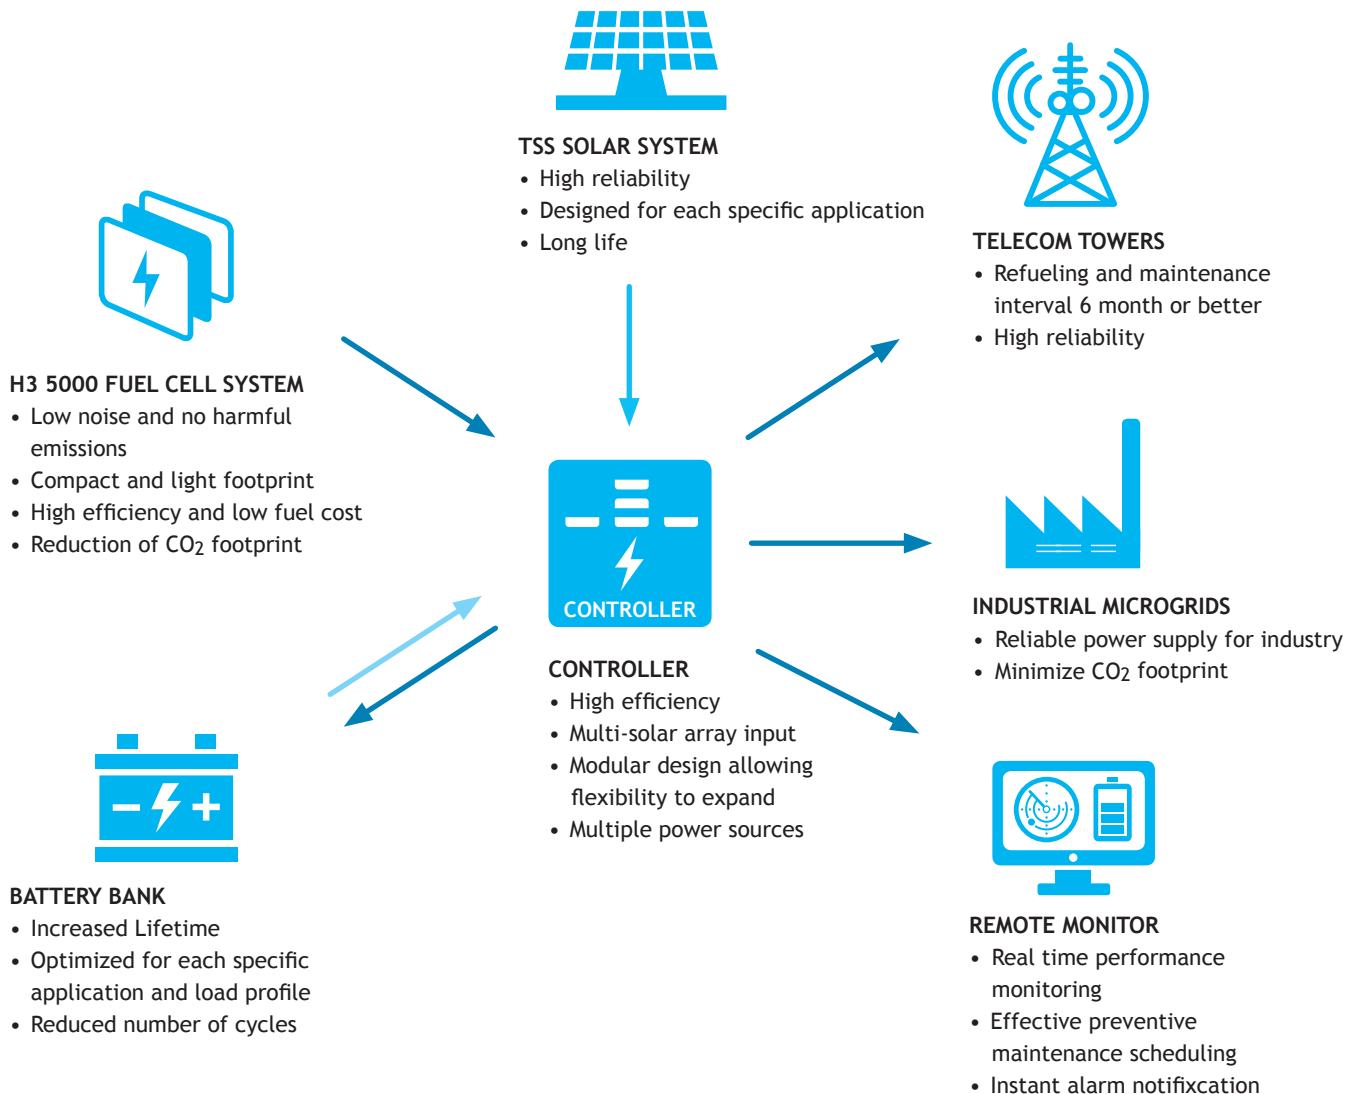 TSS SOLAR SYSTEM
• High reliability
• Designed for each specific application
• Long life
TELECOM TOWERS
• Refueling and maintenance
interval 6 month or better
• High reliability
H3 5000 FUEL CELL SYSTEM
• Low noise and no harmful
emissions
• Compact and light footprint
• High efficiency and low fuel cost
• Reduction of CO2 footprint
CONTROLLER
CONTROLLER
• High efficiency
• Multi-solar array input
• Modular design allowing
flexibility to expand
• Multiple power sources
INDUSTRIAL MICROGRIDS
• Reliable power supply for industry
• Minimize CO2 footprint
BATTERY BANK
• Increased Lifetime
• Optimized for each specific
application and load profile
• Reduced number of cycles
REMOTE MONITOR
• Real time performance
monitoring
• Effective preventive
maintenance scheduling
• Instant alarm notifixcation